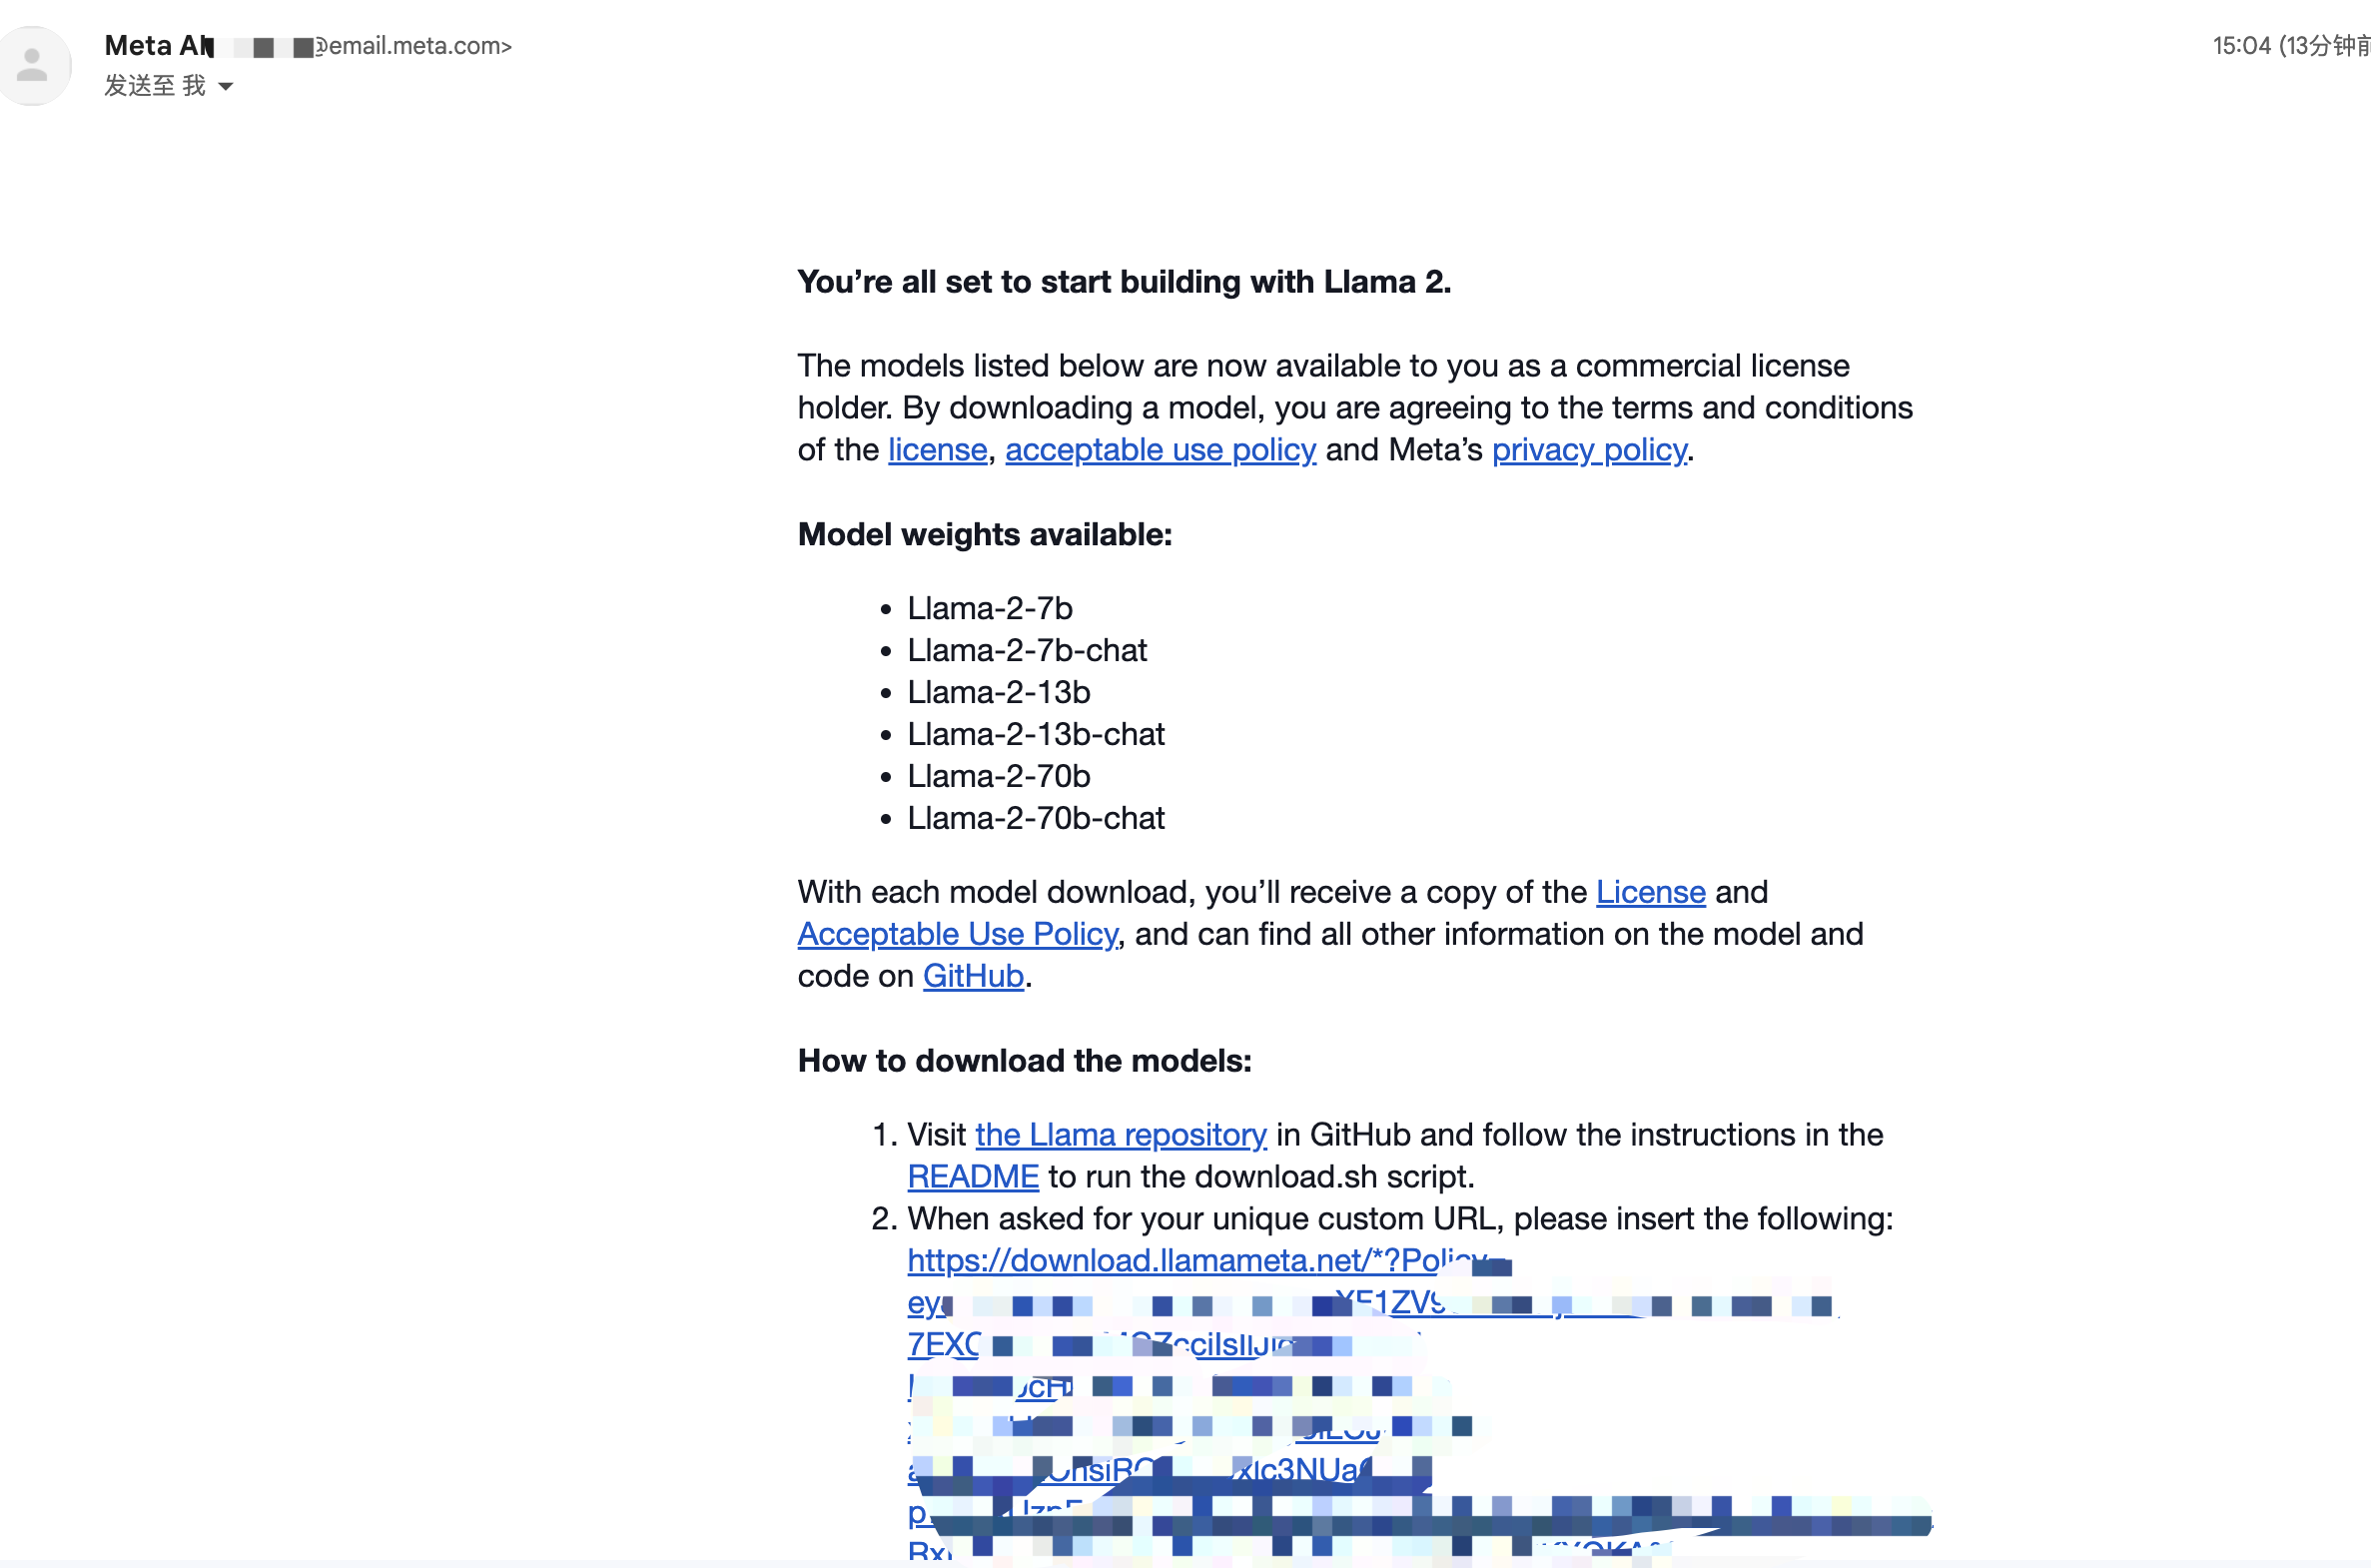 Meta AI @email.meta.com>
15:04 (13分钟前
发送至 我
You’re all set to start building with Llama 2.
The models listed below are now available to you as a commercial license
holder. By downloading a model, you are agreeing to the terms and conditions
of the license, acceptable use policy and Meta’s privacy policy.
Model weights available:
• Llama-2-7b
• Llama-2-7b-chat
• Llama-2-13b
• Llama-2-13b-chat
• Llama-2-70b
• Llama-2-70b-chat
With each model download, you’ll receive a copy of the License and
Acceptable Use Policy, and can find all other information on the model and
code on GitHub.
How to download the models:
1. Visit the Llama repository in GitHub and follow the instructions in the
README to run the download.sh script.
2. When asked for your unique custom URL, please insert the following:
https://download.llamameta.net/*?Policy